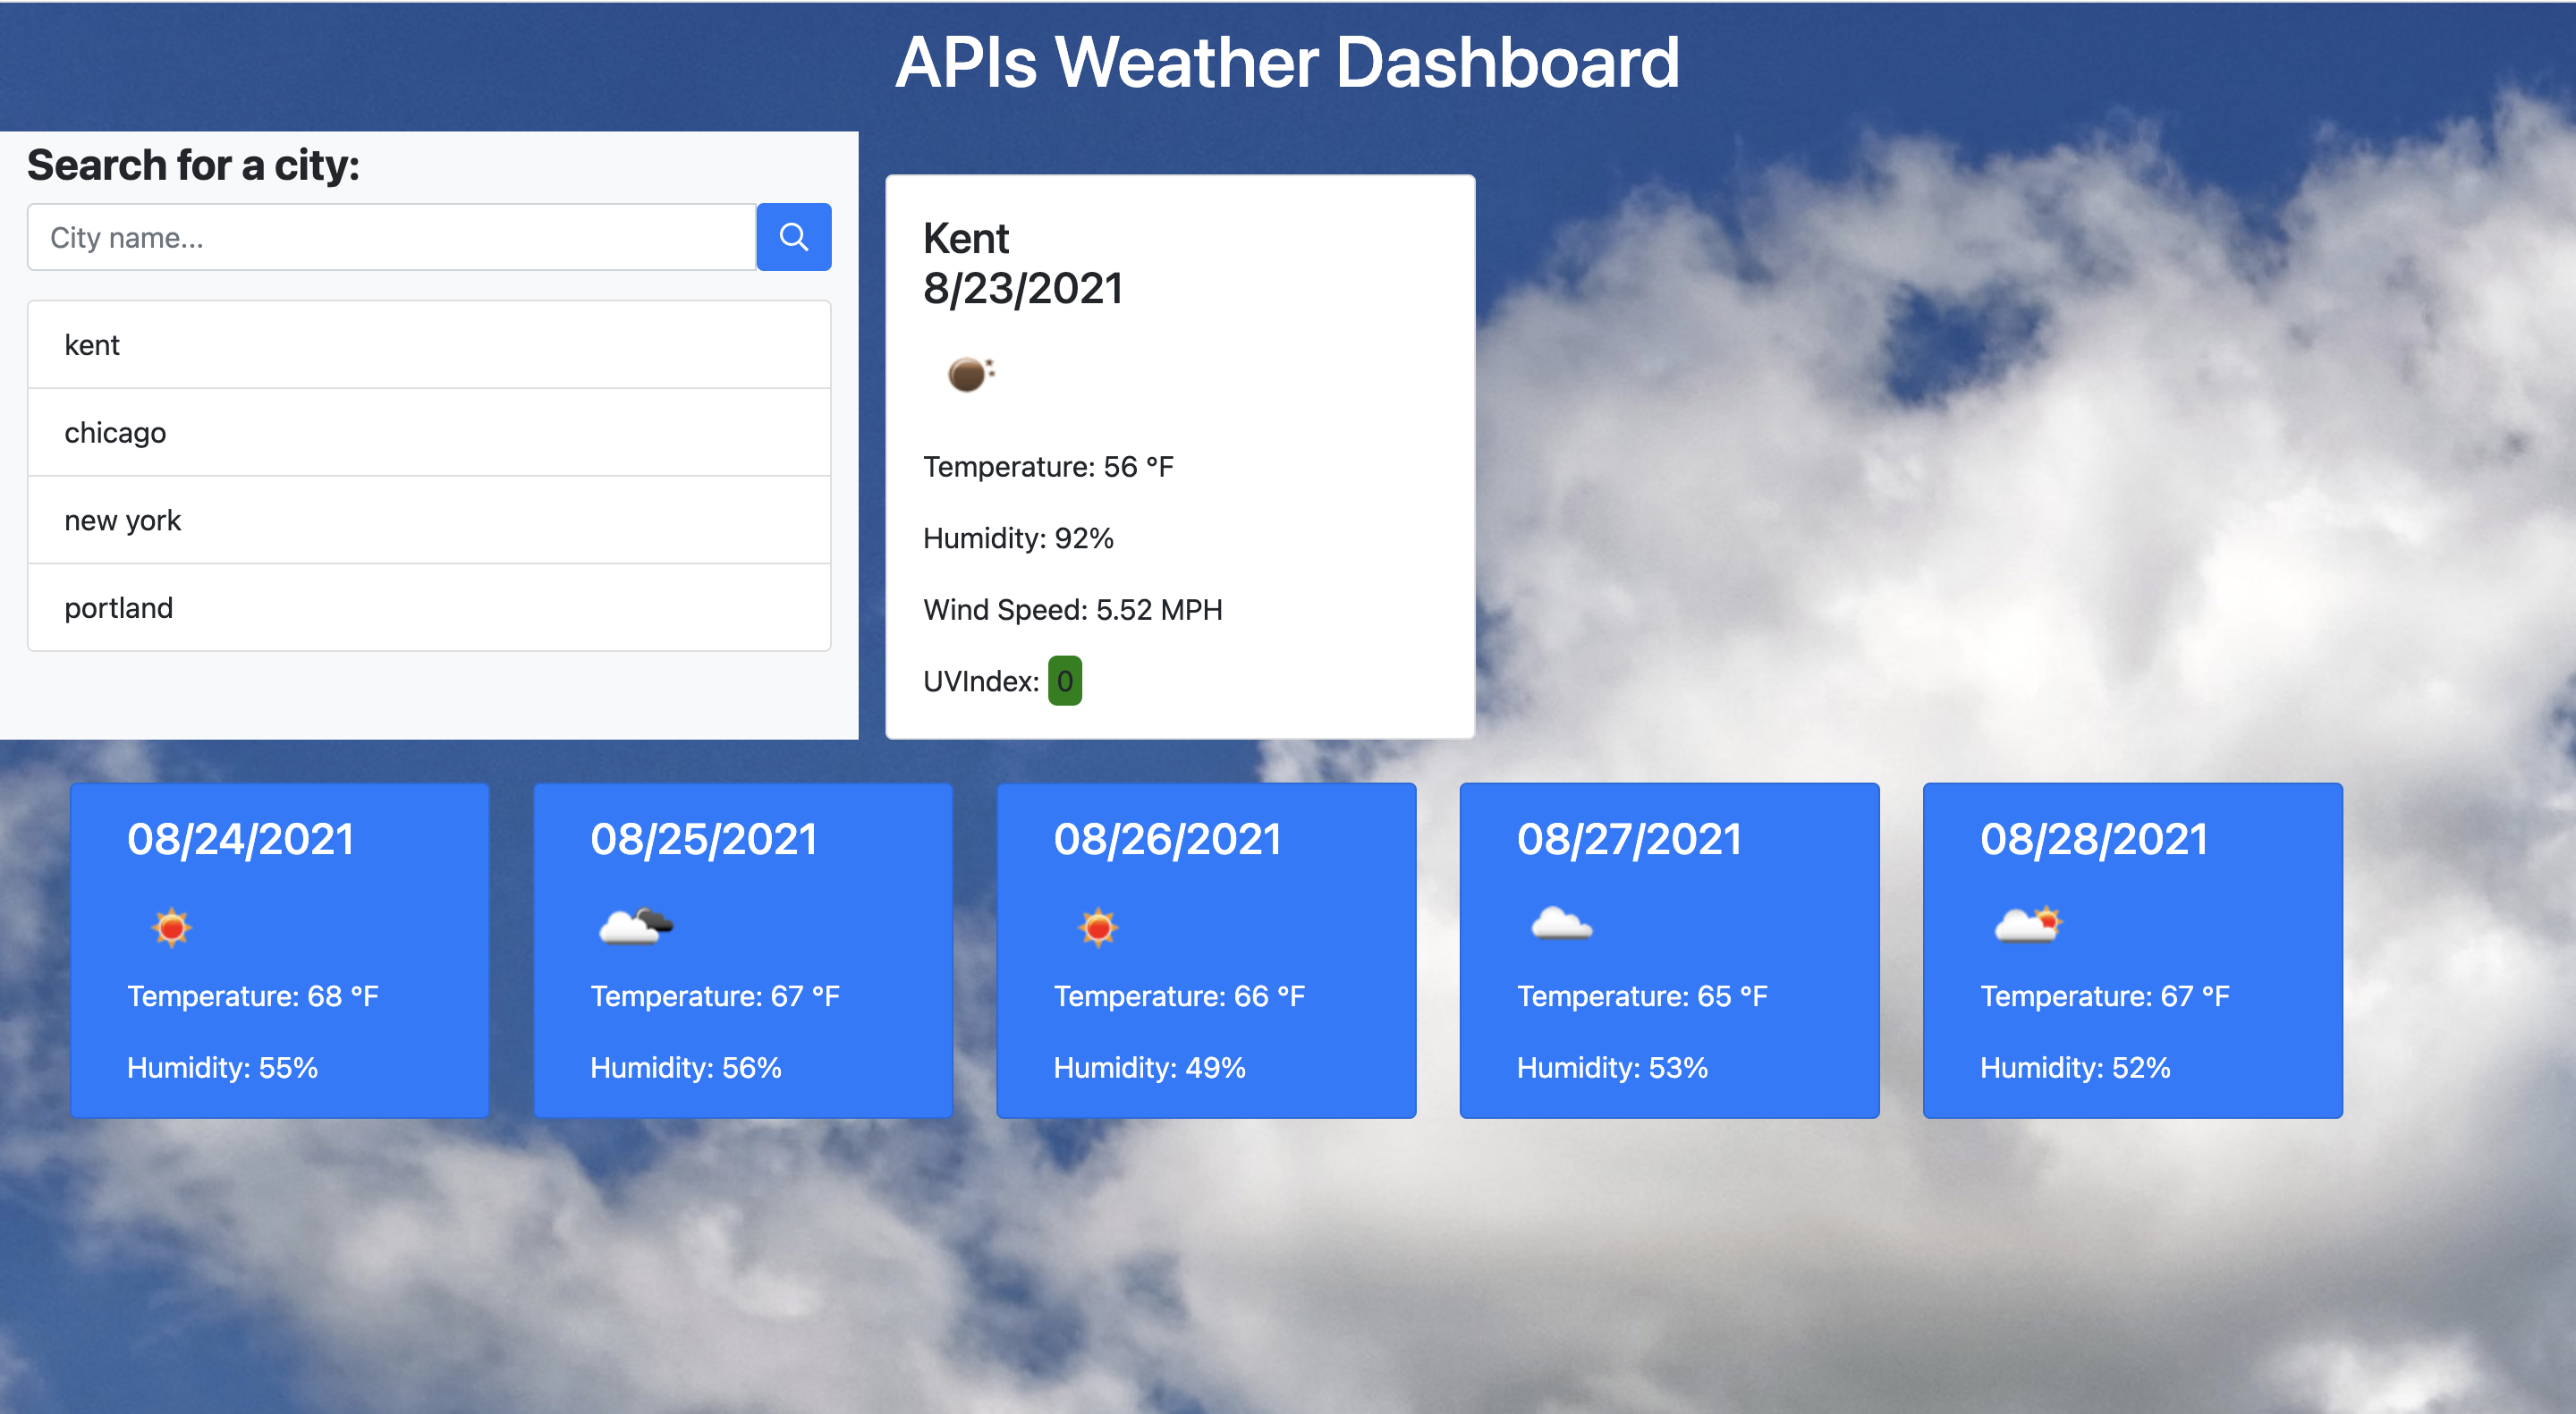 APIs Weather Dashboard
Search for a city:
City name...
kent
chicago
new york
portland
Kent
8/23/2021
Temperature: 56 °F
Humidity: 92%
Wind Speed: 5.52 MPH
UVIndex: 0
08/24/2021
Temperature: 68 °F
Humidity: 55%
08/25/2021
Temperature: 67 °F
Humidity: 56%
08/26/2021
Temperature: 66 °F
Humidity: 49%
08/27/2021
Temperature: 65 °F
Humidity: 53%
08/28/2021
Temperature: 67 °F
Humidity: 52%